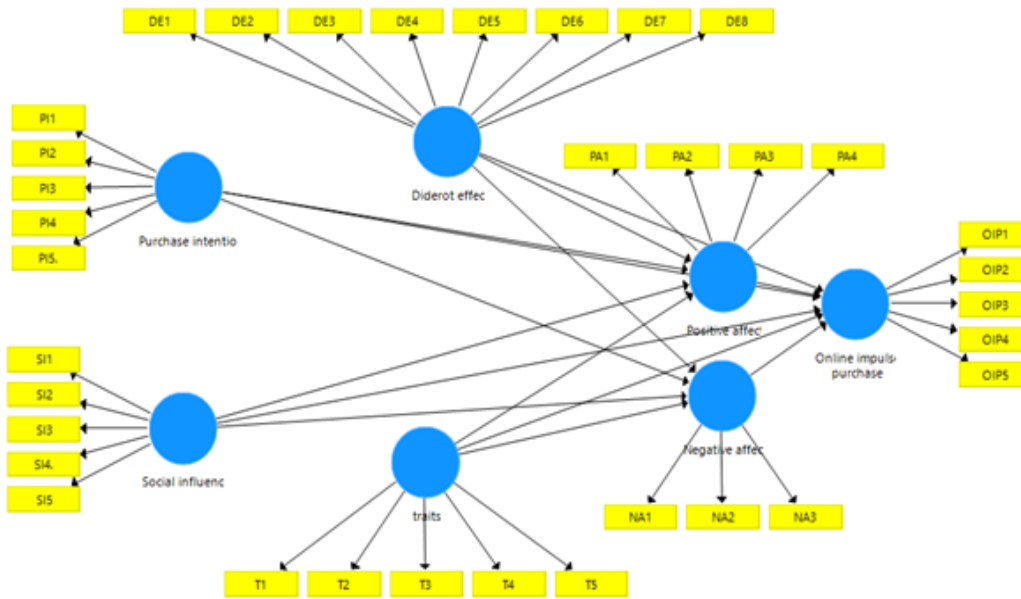 DE1 DE2 DE3 DE4 DE5 DE6 DE7 DE8
PI1
PI2
PI3
PI4
PI5.
Purchase intentio
Diderot effec
PA1 PA2 PA3 PA4
Positive affec
OIP1
OIP2
OIP3
OIP4
OIP5
Online impuls
purchase
SI1
SI2
SI3
SI4.
SI5
Social influenc
traits
Negative affec
NA1 NA2 NA3
T1 T2 T3 T4 T5